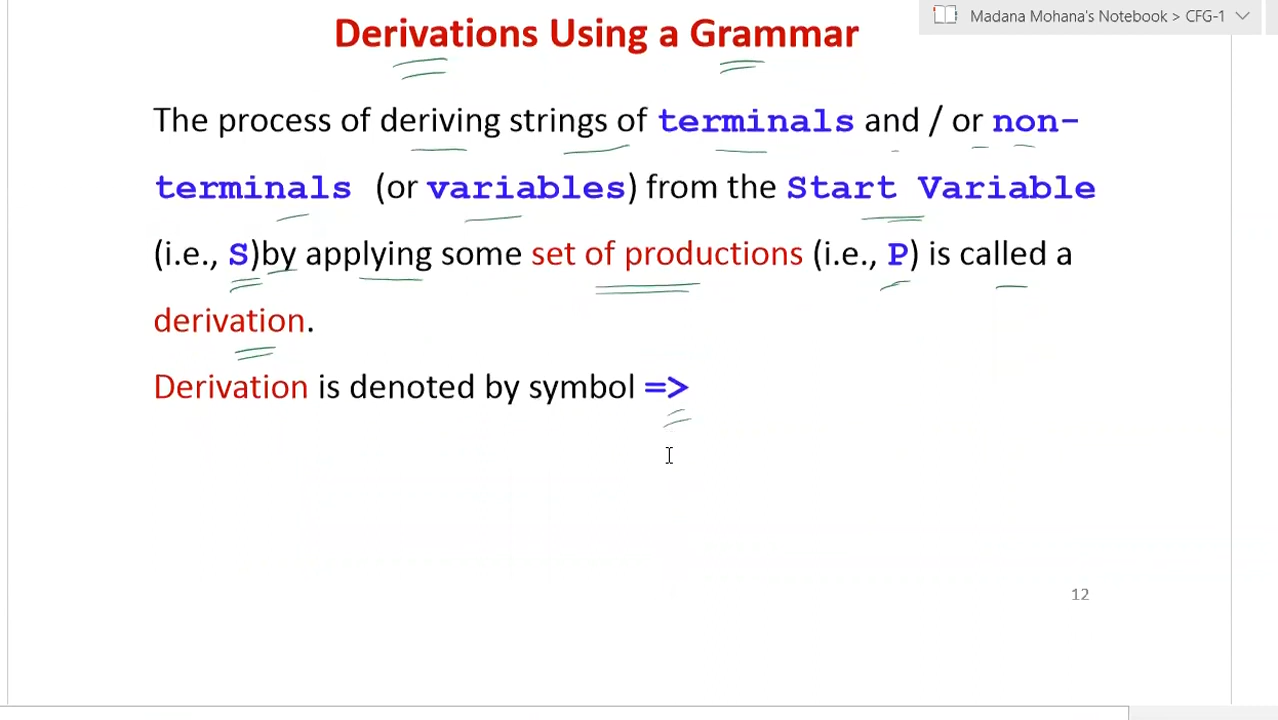 Madana Mohana's Notebook > CFG-1
Derivations Using a Grammar
The process of deriving strings of terminals and / or non-
terminals (or variables) from the Start Variable
(i.e., S)by applying some set of productions (i.e., P) is called a
derivation.
Derivation is denoted by symbol =>
12